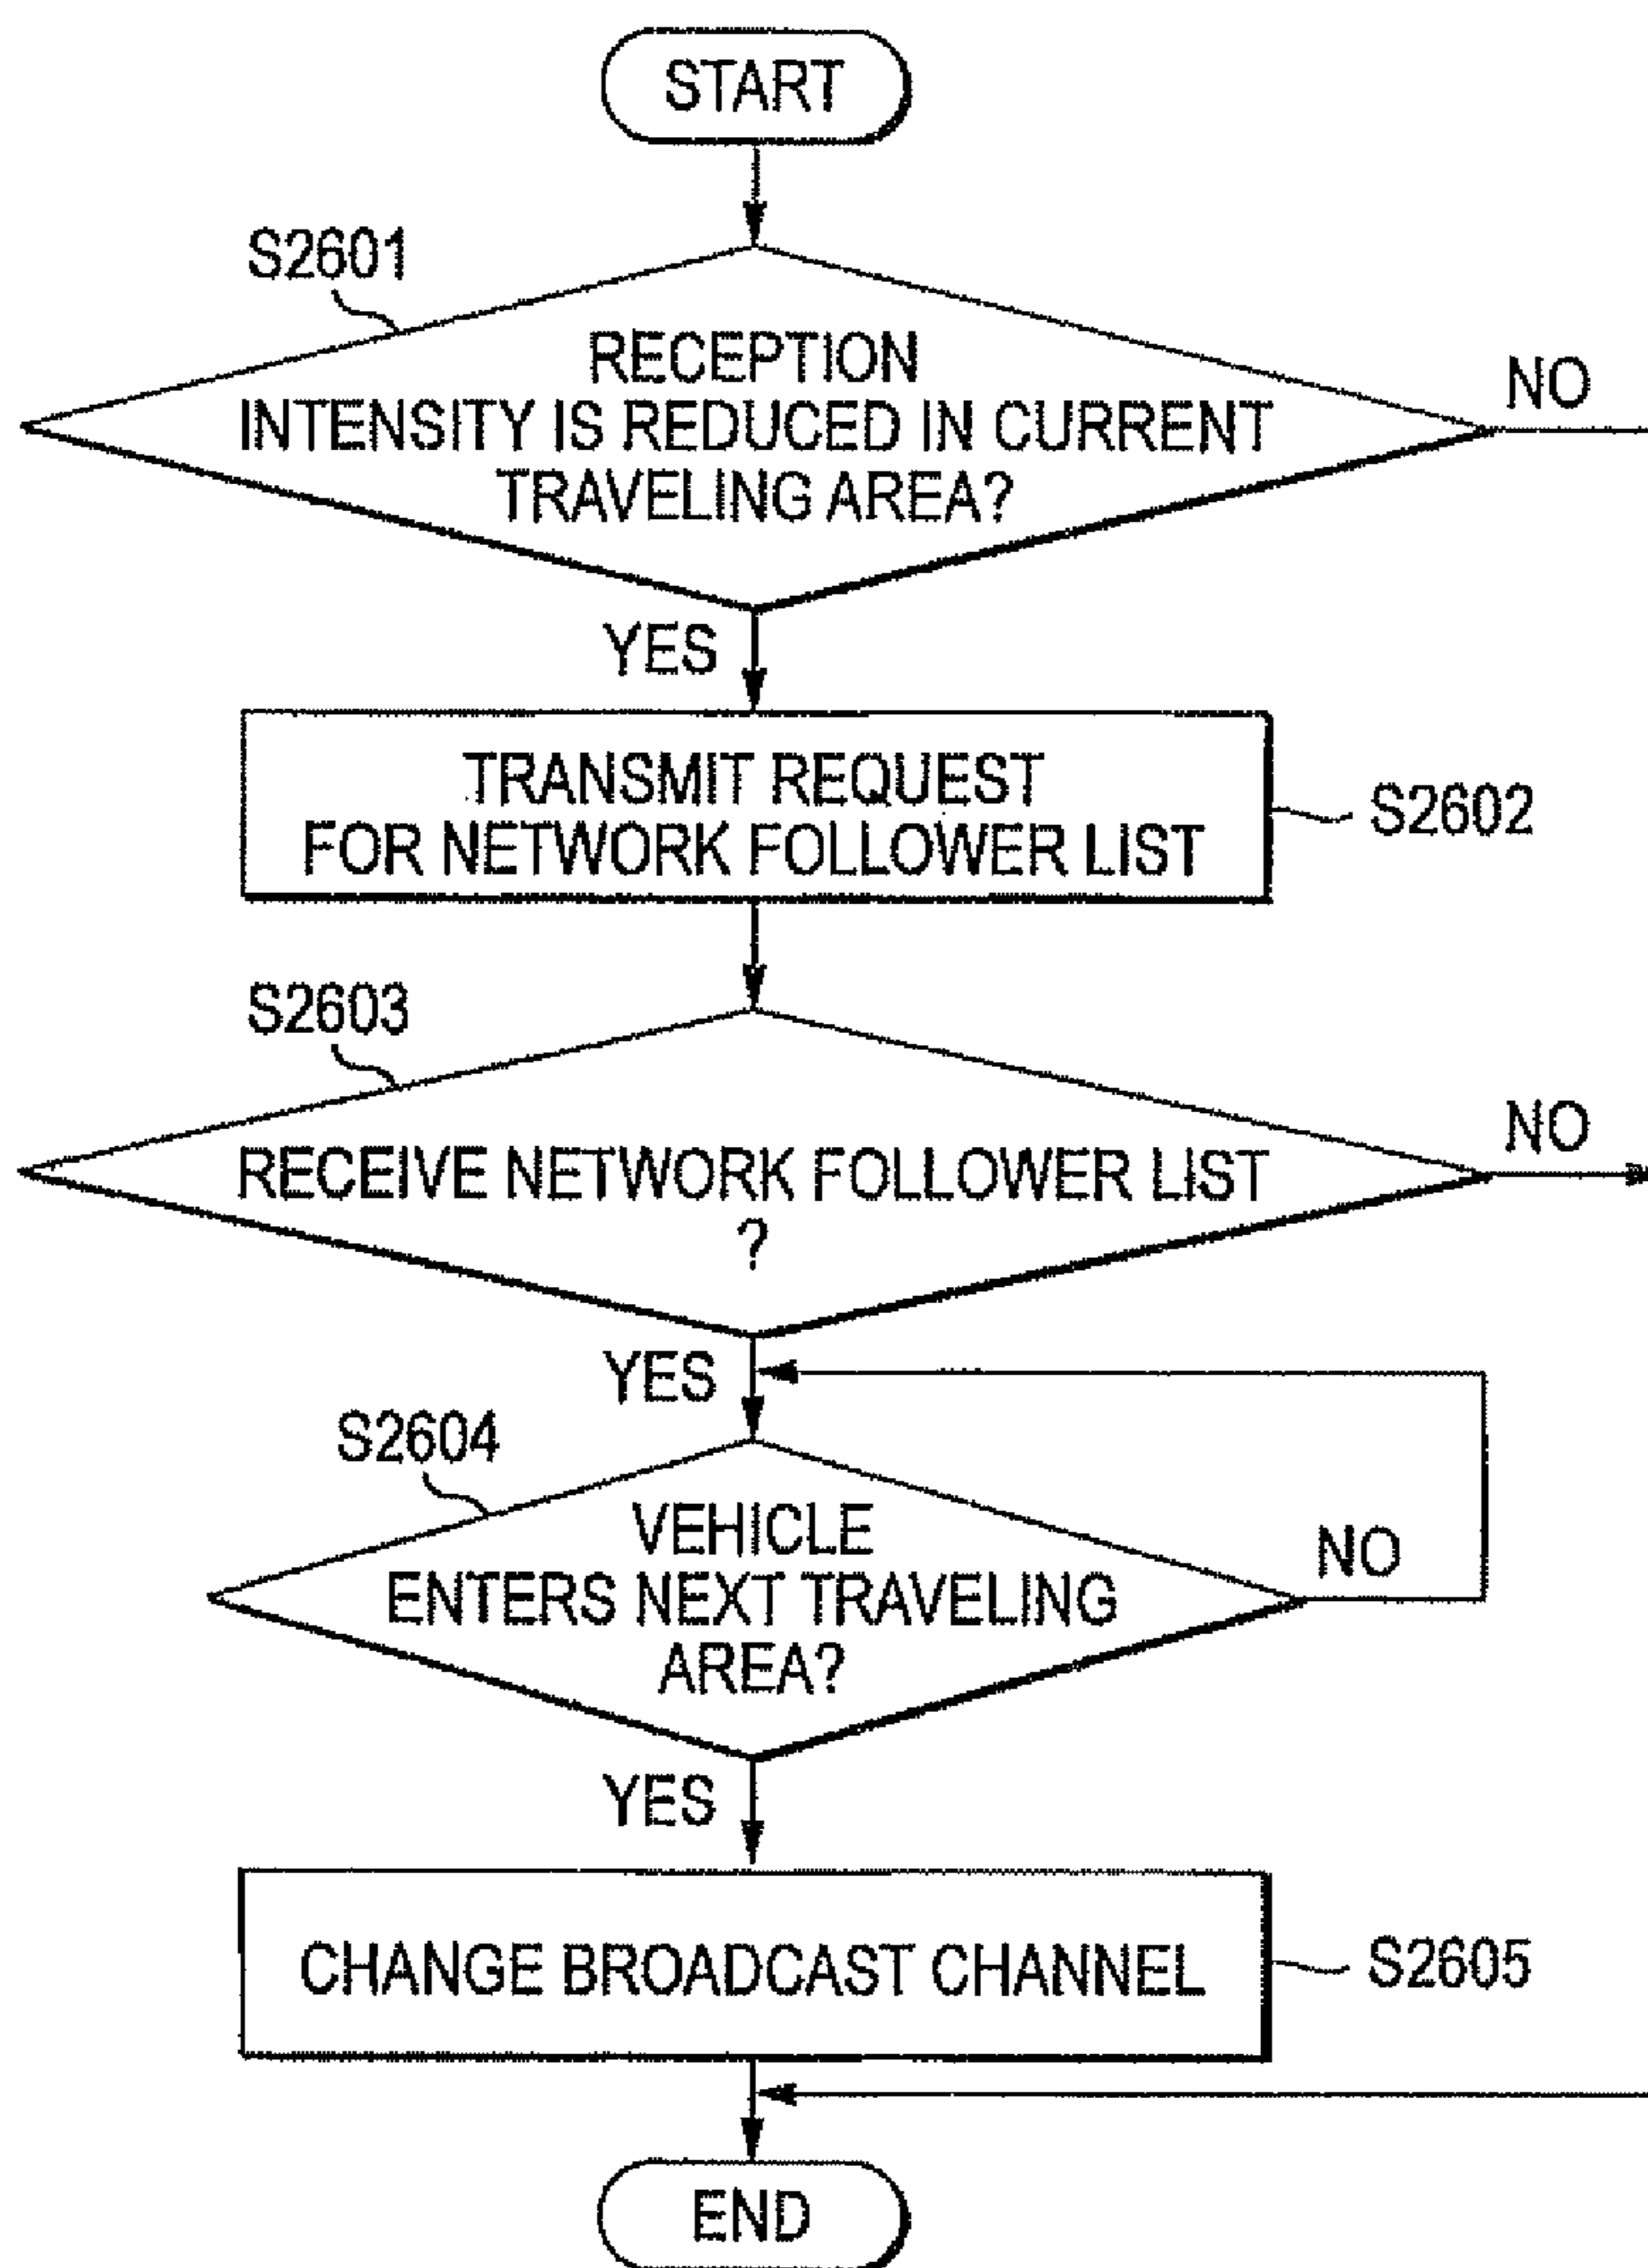 START
S2601
RECEPTION
INTENSITY IS REDUCED IN CURRENT
TRAVELING AREA?
NO
YES
TRANSMIT REQUEST
FOR NETWORK FOLLOWER LIST
S2602
S2603
RECEIVE NETWORK FOLLOWER LIST
?
NO
YES
S2604
VEHICLE
ENTERS NEXT TRAVELING
AREA?
NO
YES
CHANGE BROADCAST CHANNEL
S2605
END